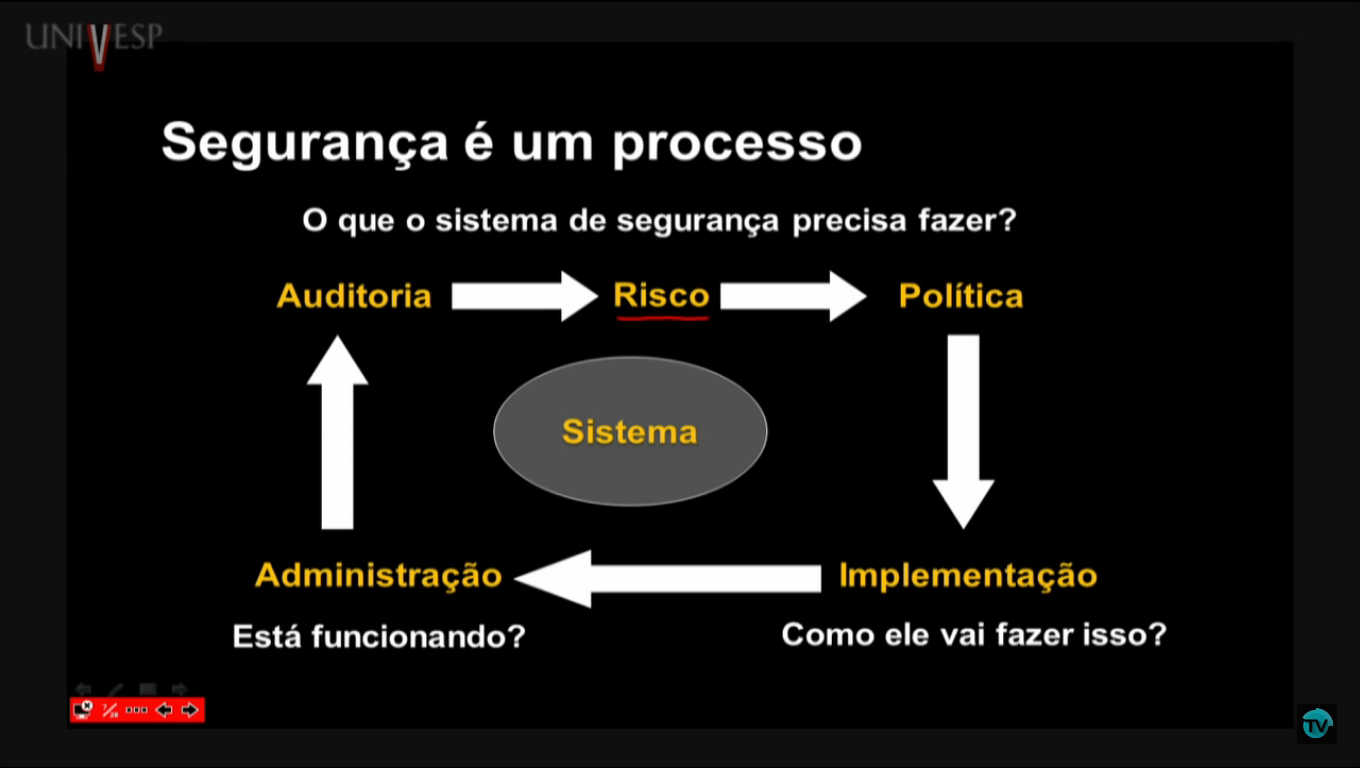 UNIVESP
Segurança é um processo
O que o sistema de segurança precisa fazer?
Auditoria Risco Política
Sistema
Administração Implementação
Está funcionando? Como ele vai fazer isso?
TV